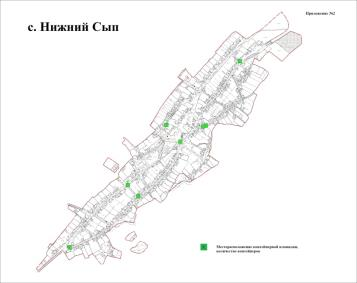 Приложение №2
с. Нижний Сып
Месторасположение контейнерной площадки,
количество контейнеров